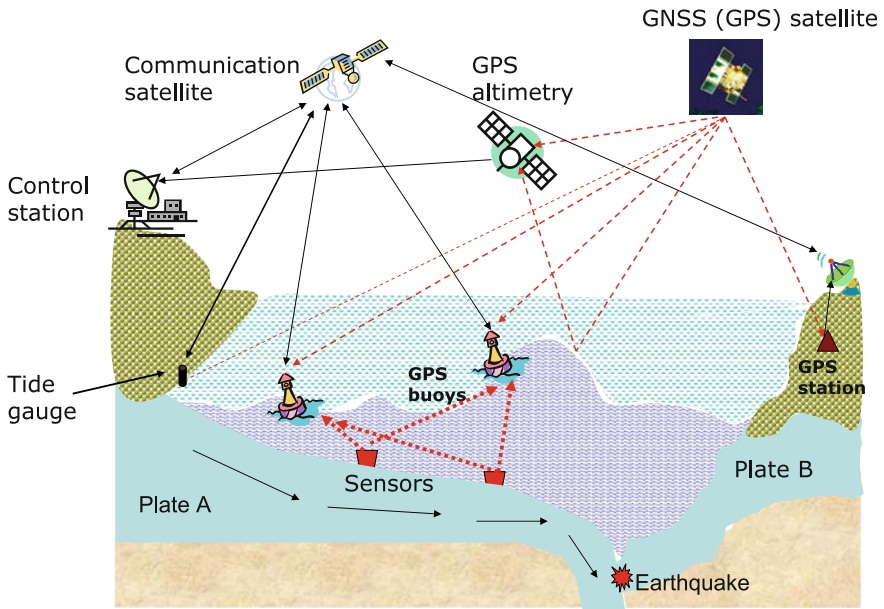 GNSS (GPS) satellite
Communication
satellite
GPS
altimetry
Control
station
Tide
gauge
GPS
buoys
GPS
station
Sensors
Plate A
Plate B
Earthquake